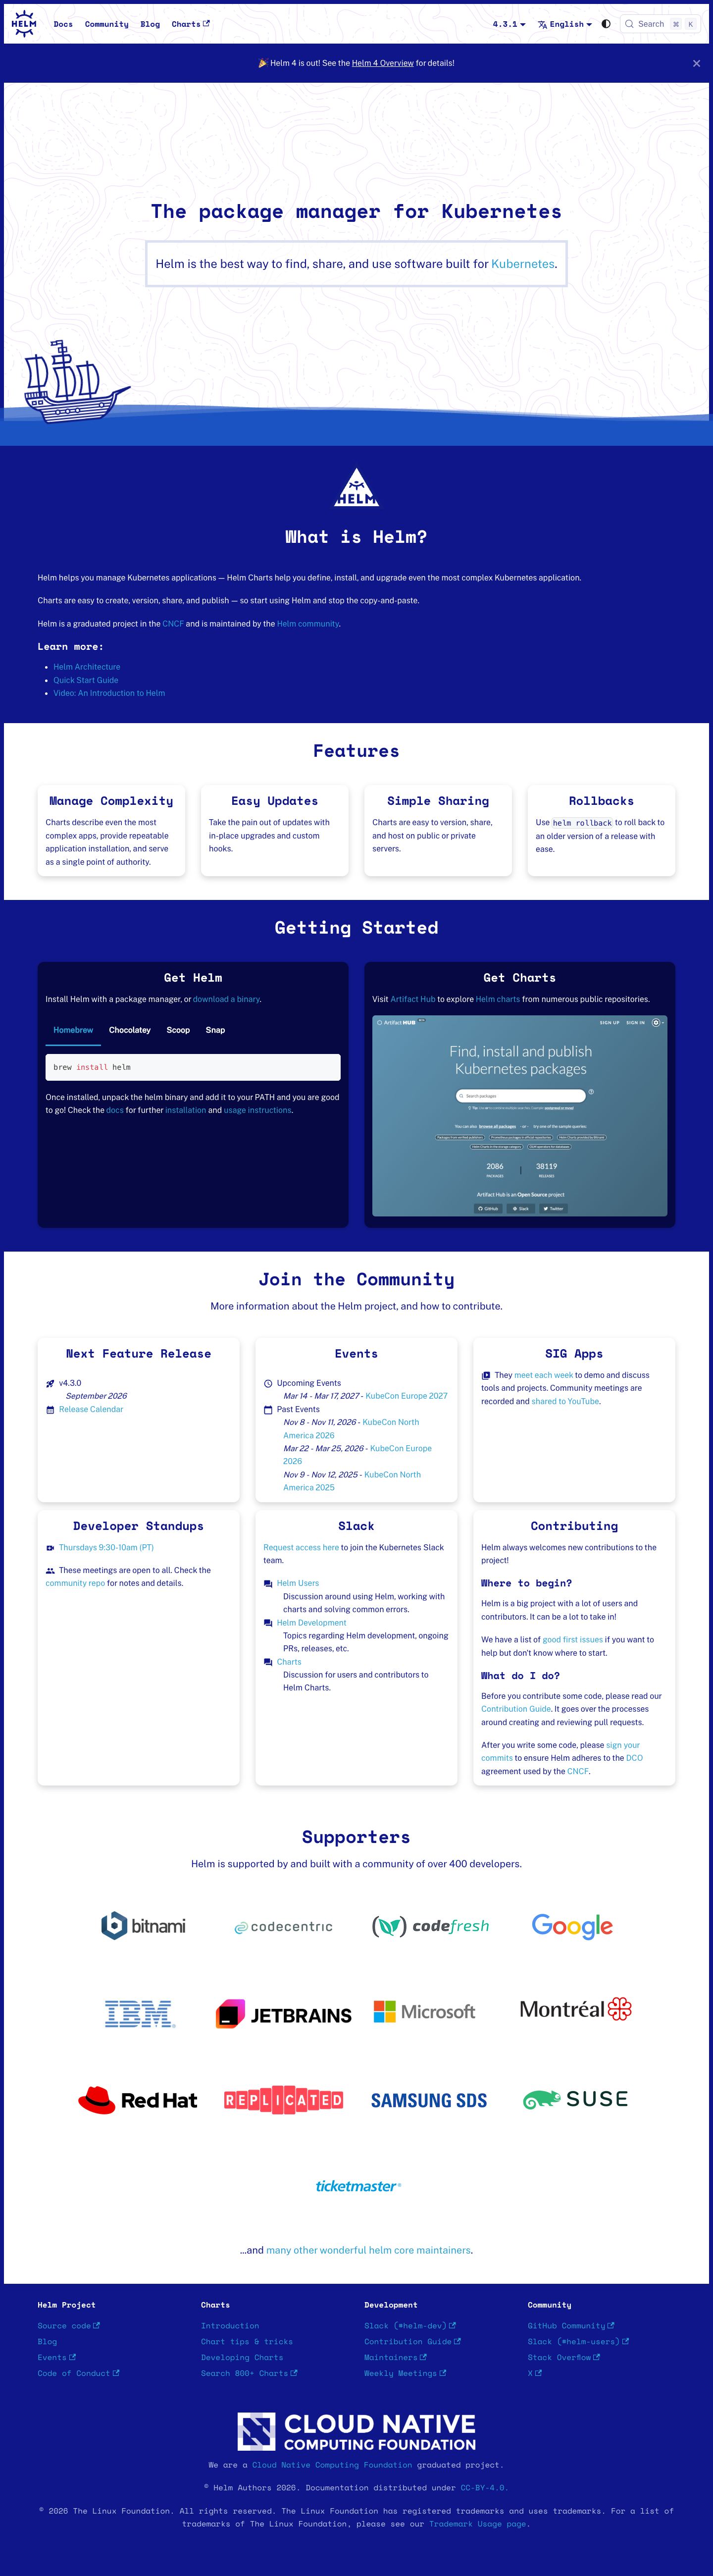 HELM
Docs Community Blog Charts
4.3.1 English Search ⌘ K
🎉 Helm 4 is out! See the Helm 4 Overview for details!
The package manager for Kubernetes
Helm is the best way to find, share, and use software built for Kubernetes.
HELM
What is Helm?
Helm helps you manage Kubernetes applications — Helm Charts help you define, install, and upgrade even the most complex Kubernetes application.
Charts are easy to create, version, share, and publish — so start using Helm and stop the copy-and-paste.
Helm is a graduated project in the CNCF and is maintained by the Helm community.
Learn more:
Helm Architecture
Quick Start Guide
Video: An Introduction to Helm
Features
Manage Complexity
Charts describe even the most
complex apps, provide repeatable
application installation, and serve
as a single point of authority.
Easy Updates
Take the pain out of updates with
in-place upgrades and custom
hooks.
Simple Sharing
Charts are easy to version, share,
and host on public or private
servers.
Rollbacks
Use helm rollback to roll back to
an older version of a release with
ease.
Getting Started
Get Helm
Install Helm with a package manager, or download a binary.
Homebrew Chocolatey Scoop Snap
brew install helm
Once installed, unpack the helm binary and add it to your PATH and you are good
to go! Check the docs for further installation and usage instructions.
Get Charts
Visit Artifact Hub to explore Helm charts from numerous public repositories.
Artifact HUB
SIGN UP SIGN IN
Find, install and publish
Kubernetes packages
Search packages
You can also browse all packages - or - try one of the sample queries:
2086 38119
PACKAGES RELEASES
Artifact Hub is an Open Source project
GitHub Slack Twitter
Join the Community
More information about the Helm project, and how to contribute.
Next Feature Release
v4.3.0
September 2026
Release Calendar
Events
Upcoming Events
Mar 14 - Mar 17, 2027 - KubeCon Europe 2027
Past Events
Nov 8 - Nov 11, 2026 - KubeCon North
America 2026
Mar 22 - Mar 25, 2026 - KubeCon Europe
2026
Nov 9 - Nov 12, 2025 - KubeCon North
America 2025
SIG Apps
They meet each week to demo and discuss
tools and projects. Community meetings are
recorded and shared to YouTube.
Developer Standups
Thursdays 9:30-10am (PT)
These meetings are open to all. Check the
community repo for notes and details.
Slack
Request access here to join the Kubernetes Slack
team.
Helm Users
Discussion around using Helm, working with
charts and solving common errors.
Helm Development
Topics regarding Helm development, ongoing
PRs, releases, etc.
Charts
Discussion for users and contributors to
Helm Charts.
Contributing
Helm always welcomes new contributions to the
project!
Where to begin?
Helm is a big project with a lot of users and
contributors. It can be a lot to take in!
We have a list of good first issues if you want to
help but don't know where to start.
What do I do?
Before you contribute some code, please read our
Contribution Guide. It goes over the processes
around creating and reviewing pull requests.
After you write some code, please sign your
commits to ensure Helm adheres to the DCO
agreement used by the CNCF.
Supporters
Helm is supported by and built with a community of over 400 developers.
bitnami codecentric codefresh Google
IBM JETBRAINS Microsoft Montréal
Red Hat REPLICATED SAMSUNG SDS SUSE
ticketmaster®
...and many other wonderful helm core maintainers.
Helm Project
Source code
Blog
Events
Code of Conduct
Charts
Introduction
Chart tips & tricks
Developing Charts
Search 800+ Charts
Development
Slack (#helm-dev)
Contribution Guide
Maintainers
Weekly Meetings
Community
GitHub Community
Slack (#helm-users)
Stack Overflow
X
CLOUD NATIVE
COMPUTING FOUNDATION
We are a Cloud Native Computing Foundation graduated project.
© Helm Authors 2026. Documentation distributed under CC-BY-4.0.
© 2026 The Linux Foundation. All rights reserved. The Linux Foundation has registered trademarks and uses trademarks. For a list of
trademarks of The Linux Foundation, please see our Trademark Usage page.